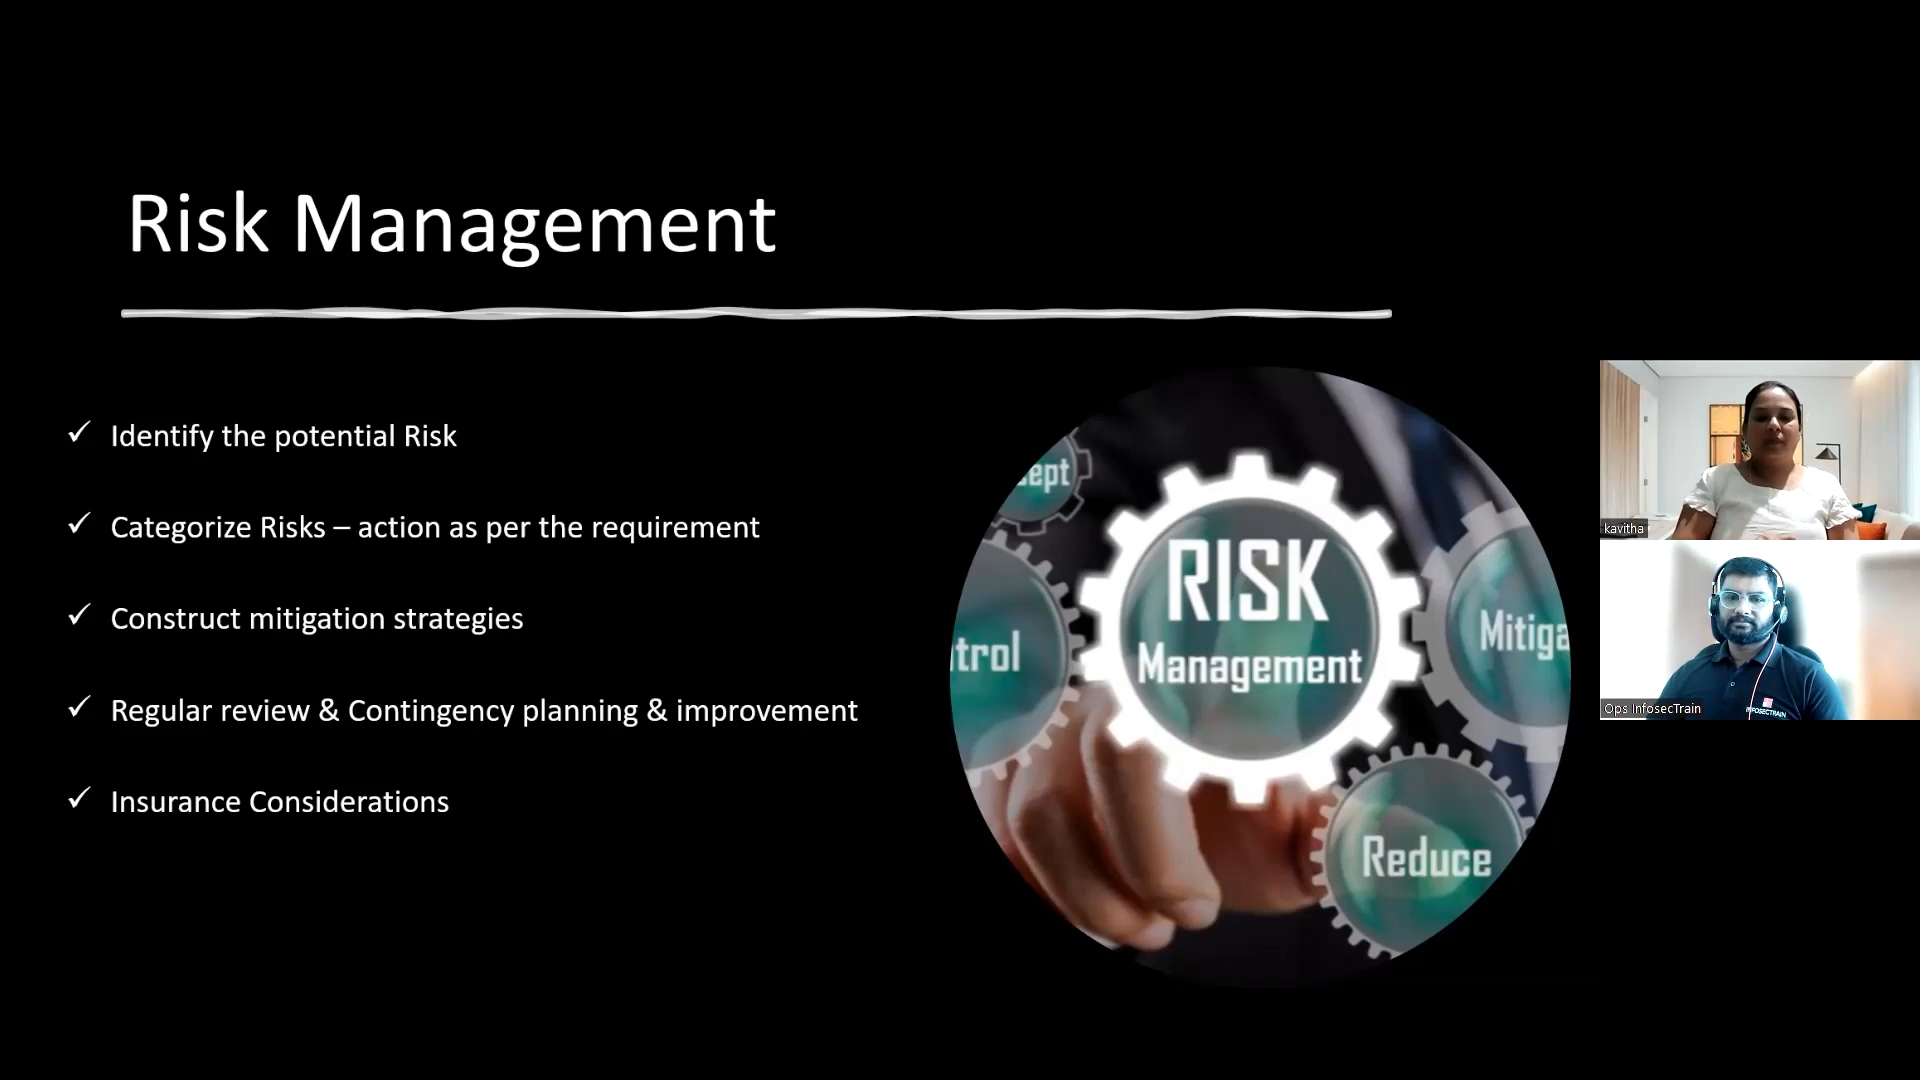 Risk Management
✓ Identify the potential Risk
✓ Categorize Risks – action as per the requirement
✓ Construct mitigation strategies
✓ Regular review & Contingency planning & improvement
✓ Insurance Considerations
ept
RISK
Management
trol
Mitiga
Reduce
kavitha
INFOSECTRAIN
Ops InfosecTrain